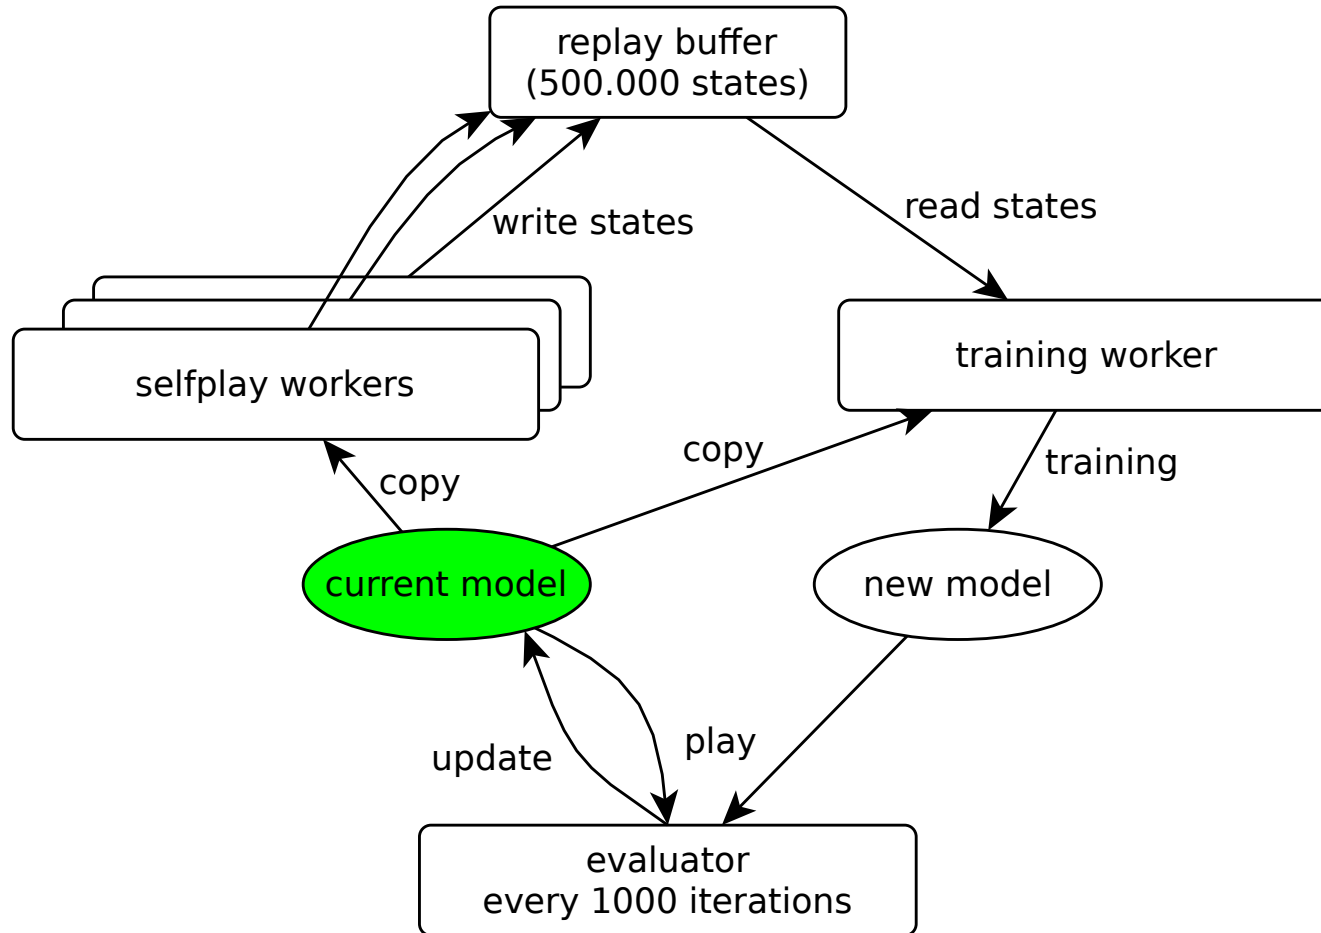 replay buffer
(500.000 states)
write states
read states
selfplay workers
training worker
copy
copy
training
current model
new model
update
play
evaluator
every 1000 iterations